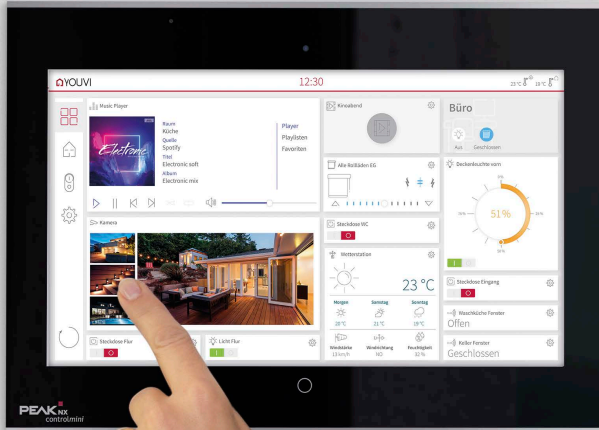 YOUVI
12:30
23 °C
19 °C
Music Player
Electronic
Raum
Küche
Quelle
Spotify
Titel
Electronic soft
Album
Electronic mix
Player
Playlisten
Favoriten
Kinoabend
Büro
Aus
Geschlossen
Alle Rollläden EG
Deckenleuchte vorn
51%
Kamera
Steckdose WC
Wetterstation
23 °C
Morgen
Samstag
Sonntag
20 °C
21 °C
19 °C
Windstärke
Windrichtung
Feuchtigkeit
13 km/h
NO
32 %
Steckdose Eingang
Waschküche Fenster
Offen
Keller Fenster
Geschlossen
Steckdose Flur
Licht Flur
PEAK NX
controlmini